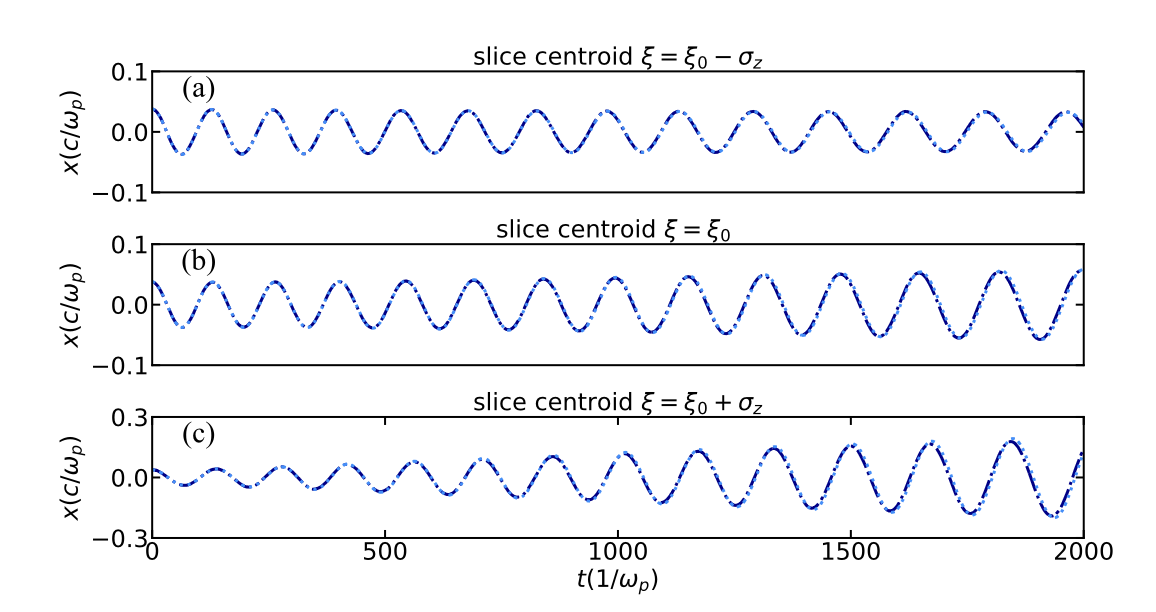 slice centroid ξ = ξ₀ − σ_z
(a)
0.1
0.0
−0.1
x(c/ω_p)
slice centroid ξ = ξ₀
(b)
0.1
0.0
−0.1
x(c/ω_p)
slice centroid ξ = ξ₀ + σ_z
(c)
0.3
0.0
−0.3
x(c/ω_p)
0 500 1000 1500 2000
t(1/ω_p)